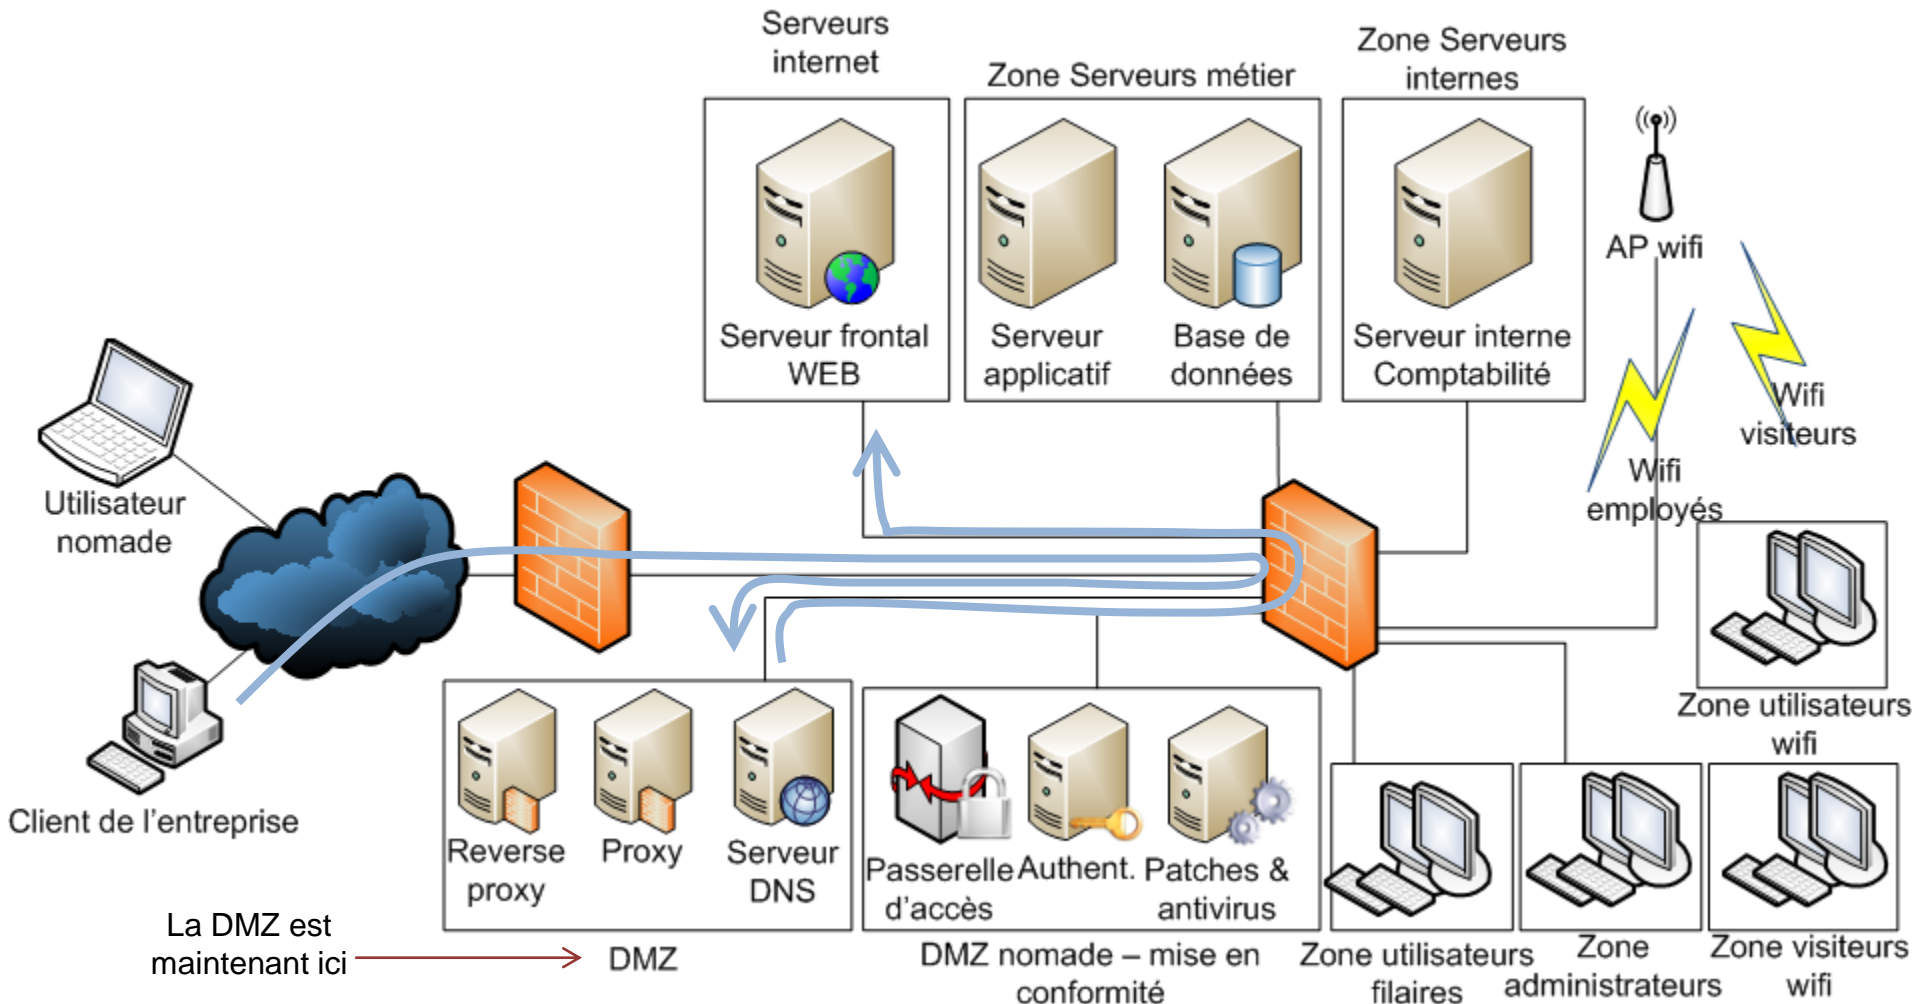 Serveurs
internet
Zone Serveurs métier
Zone Serveurs
internes
Serveur frontal
WEB
Serveur
applicatif
Base de
données
Serveur interne
Comptabilité
AP wifi
Wifi
visiteurs
Wifi
employés
Utilisateur
nomade
Client de l'entreprise
Reverse
proxy
Proxy
Serveur
DNS
Passerelle
d'accès
Authent.
Patches &
antivirus
Zone utilisateurs
wifi
La DMZ est
maintenant ici
DMZ
DMZ nomade – mise en
conformité
Zone utilisateurs
filaires
Zone
administrateurs
Zone visiteurs
wifi